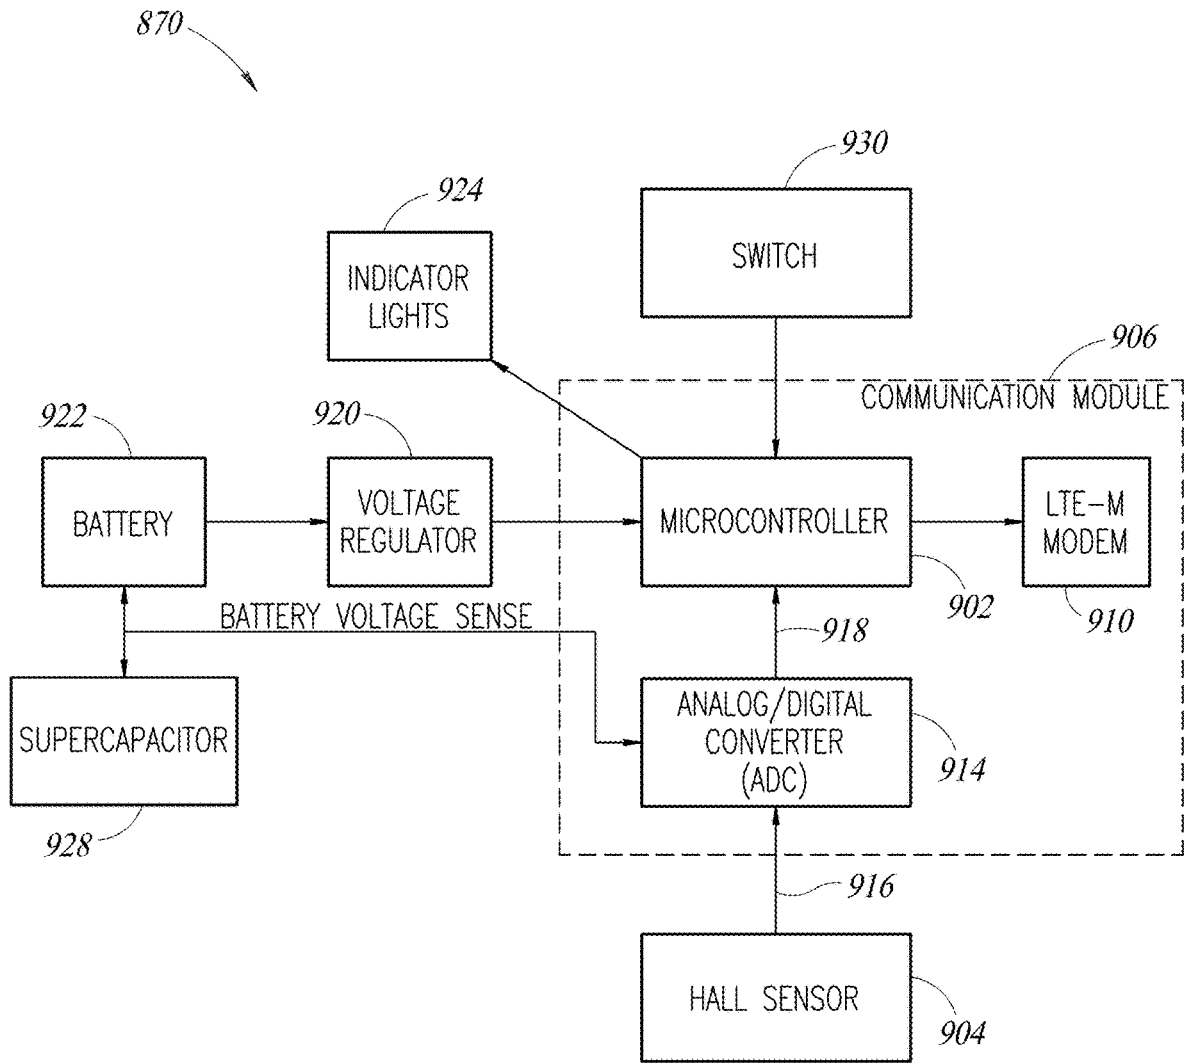 870
930
924
SWITCH
INDICATOR
LIGHTS
906
COMMUNICATION MODULE
922
920
BATTERY
VOLTAGE
REGULATOR
MICROCONTROLLER
LTE-M
MODEM
902
910
BATTERY VOLTAGE SENSE
918
SUPERCAPACITOR
ANALOG/DIGITAL
CONVERTER
(ADC)
914
928
916
HALL SENSOR
904